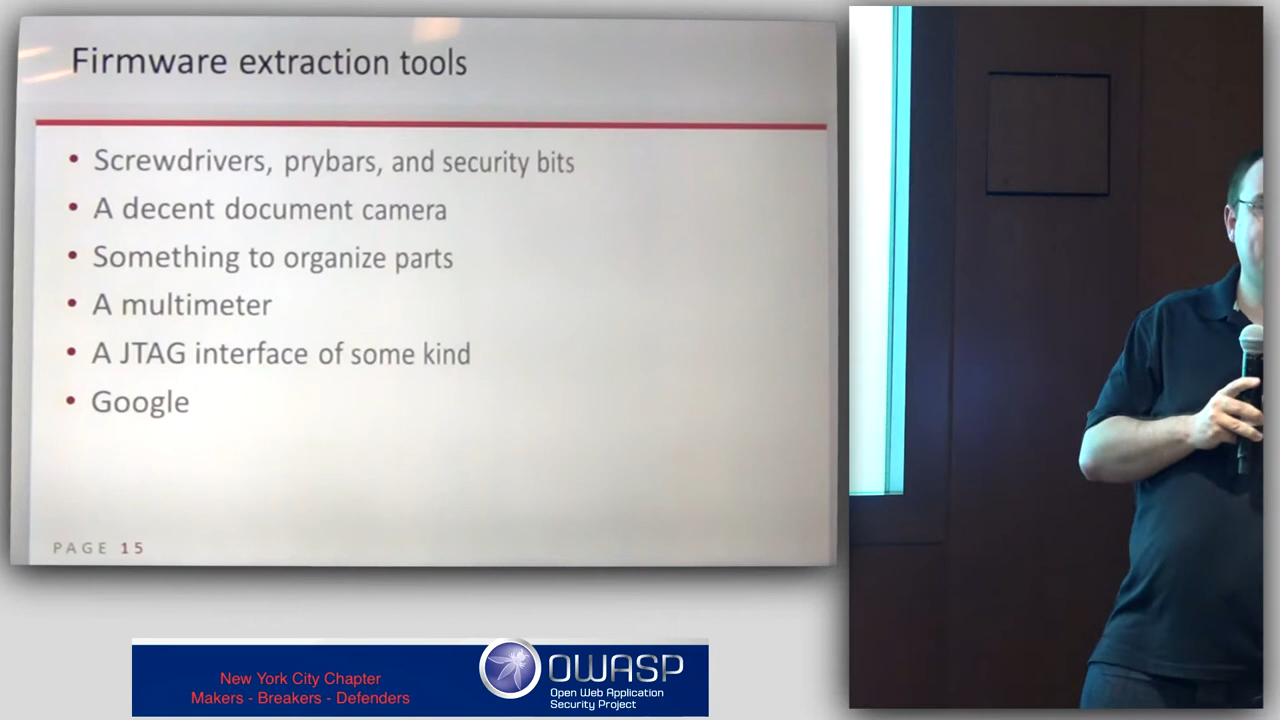 Firmware extraction tools
• Screwdrivers, prybars, and security bits
• A decent document camera
• Something to organize parts
• A multimeter
• A JTAG interface of some kind
• Google
PAGE 15
New York City Chapter
Makers - Breakers - Defenders
OWASP
Open Web Application
Security Project